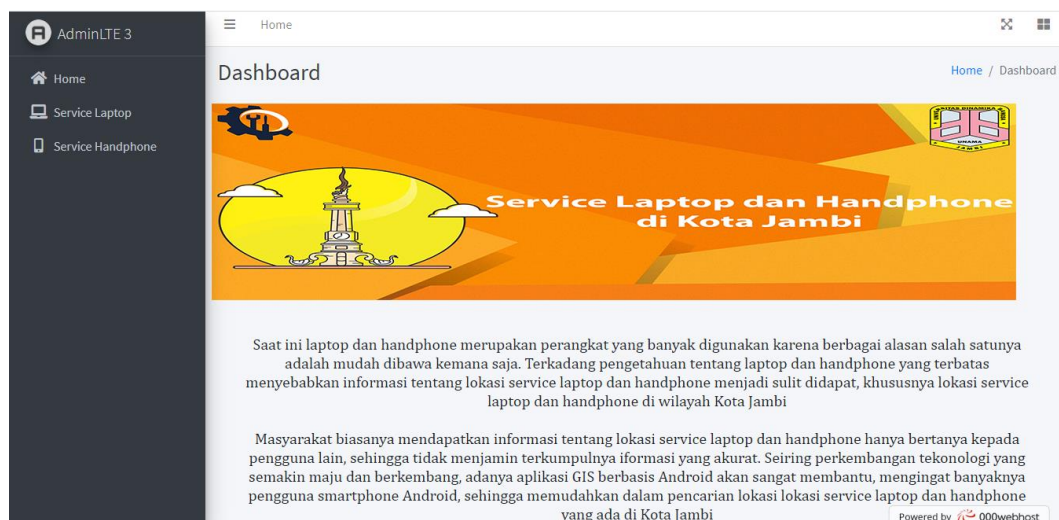 AdminLTE 3
Home
Service Laptop
Service Handphone
Home
Dashboard
Home / Dashboard
UNAMA
JAMBI
Service Laptop dan Handphone
di Kota Jambi
Saat ini laptop dan handphone merupakan perangkat yang banyak digunakan karena berbagai alasan salah satunya
adalah mudah dibawa kemana saja. Terkadang pengetahuan tentang laptop dan handphone yang terbatas
menyebabkan informasi tentang lokasi service laptop dan handphone menjadi sulit didapat, khususnya lokasi service
laptop dan handphone di wilayah Kota Jambi
Masyarakat biasanya mendapatkan informasi tentang lokasi service laptop dan handphone hanya bertanya kepada
pengguna lain, sehingga tidak menjamin terkumpulnya iformasi yang akurat. Seiring perkembangan tekonologi yang
semakin maju dan berkembang, adanya aplikasi GIS berbasis Android akan sangat membantu, mengingat banyaknya
pengguna smartphone Android, sehingga memudahkan dalam pencarian lokasi lokasi service laptop dan handphone
yang ada di Kota Jambi
Powered by 000webhost